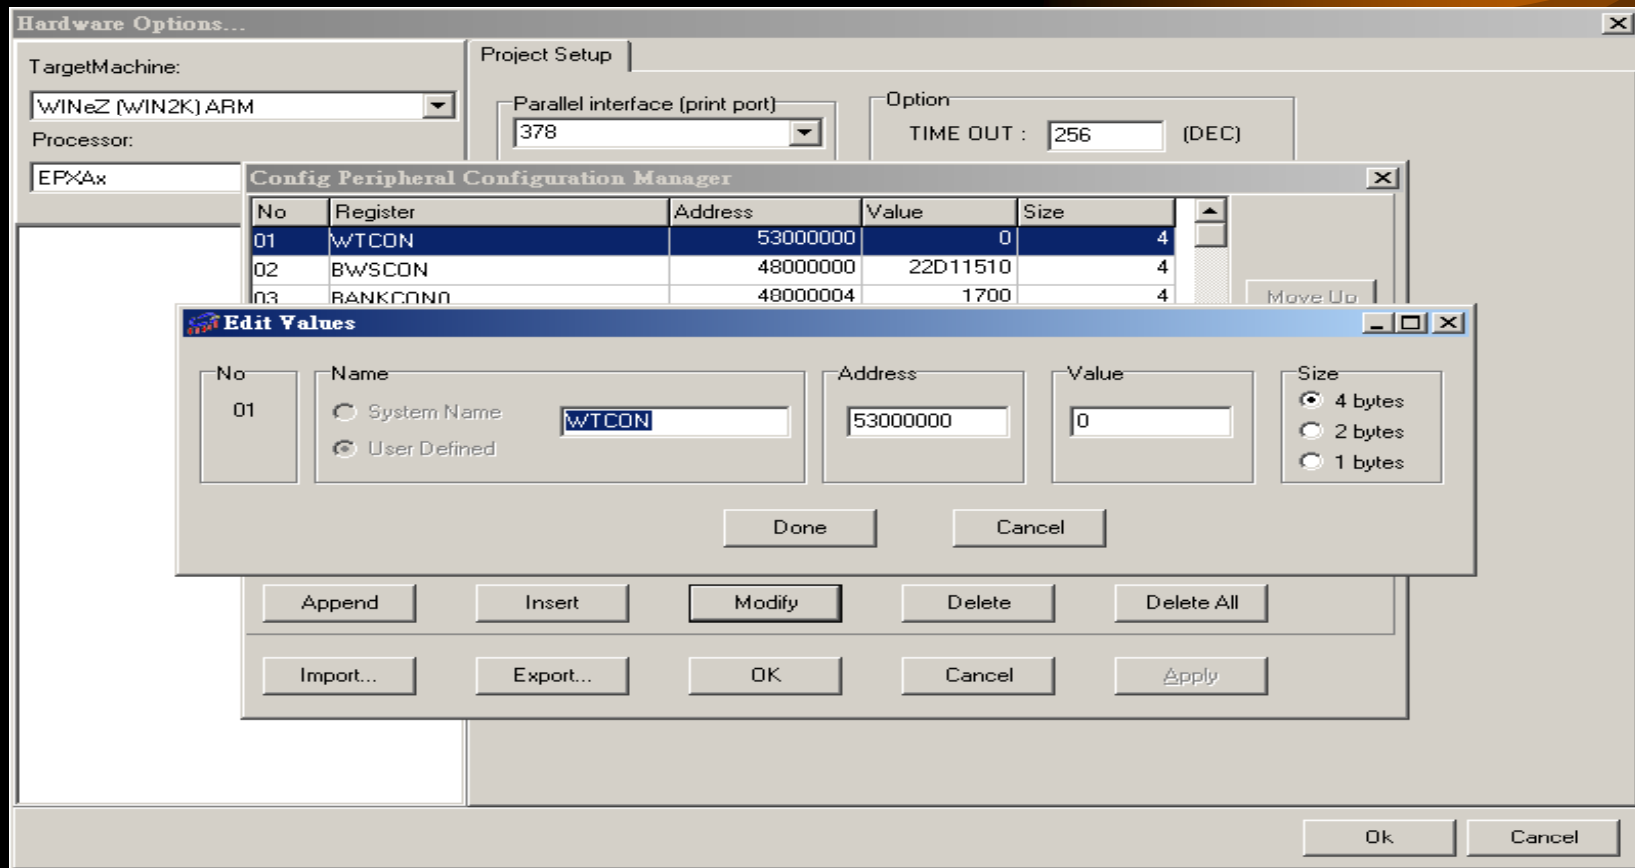 Hardware Options...
TargetMachine:
WINeZ (WIN2K) ARM
Processor:
EPXAx
Project Setup
Parallel interface (print port)
378
Option
TIME OUT : 256 (DEC)
Config Peripheral Configuration Manager
No Register Address Value Size
01 WTCON 53000000 0 4
02 BWSCON 48000000 22D11510 4
03 BANKCON0 48000004 1700 4
Move Up
Edit Values
No Name Address Value Size
01 System Name WTCON 53000000 0 4 bytes
User Defined 2 bytes
1 bytes
Done Cancel
Append Insert Modify Delete Delete All
Import... Export... OK Cancel Apply
Ok Cancel